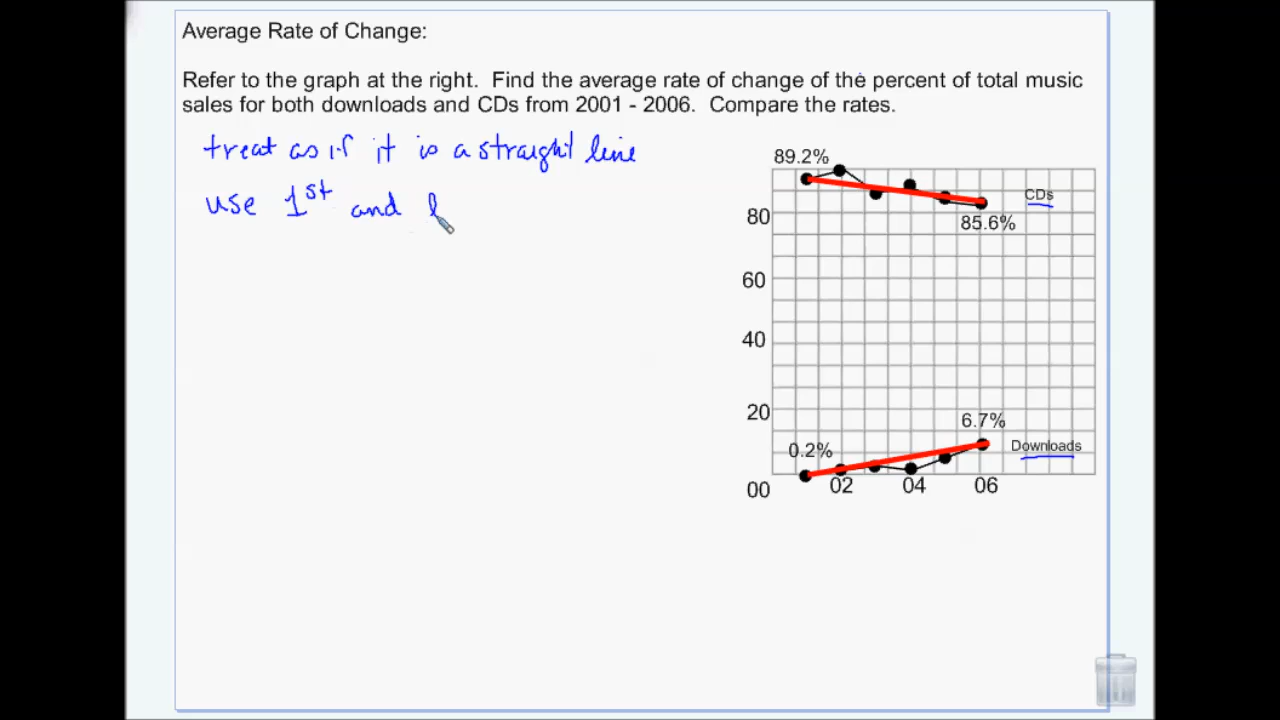 Average Rate of Change:
Refer to the graph at the right. Find the average rate of change of the percent of total music
sales for both downloads and CDs from 2001 - 2006. Compare the rates.
treat as if it is a straight line
use 1st and l
89.2%
CDs
80
85.6%
60
40
20
6.7%
Downloads
0.2%
00
02
04
06